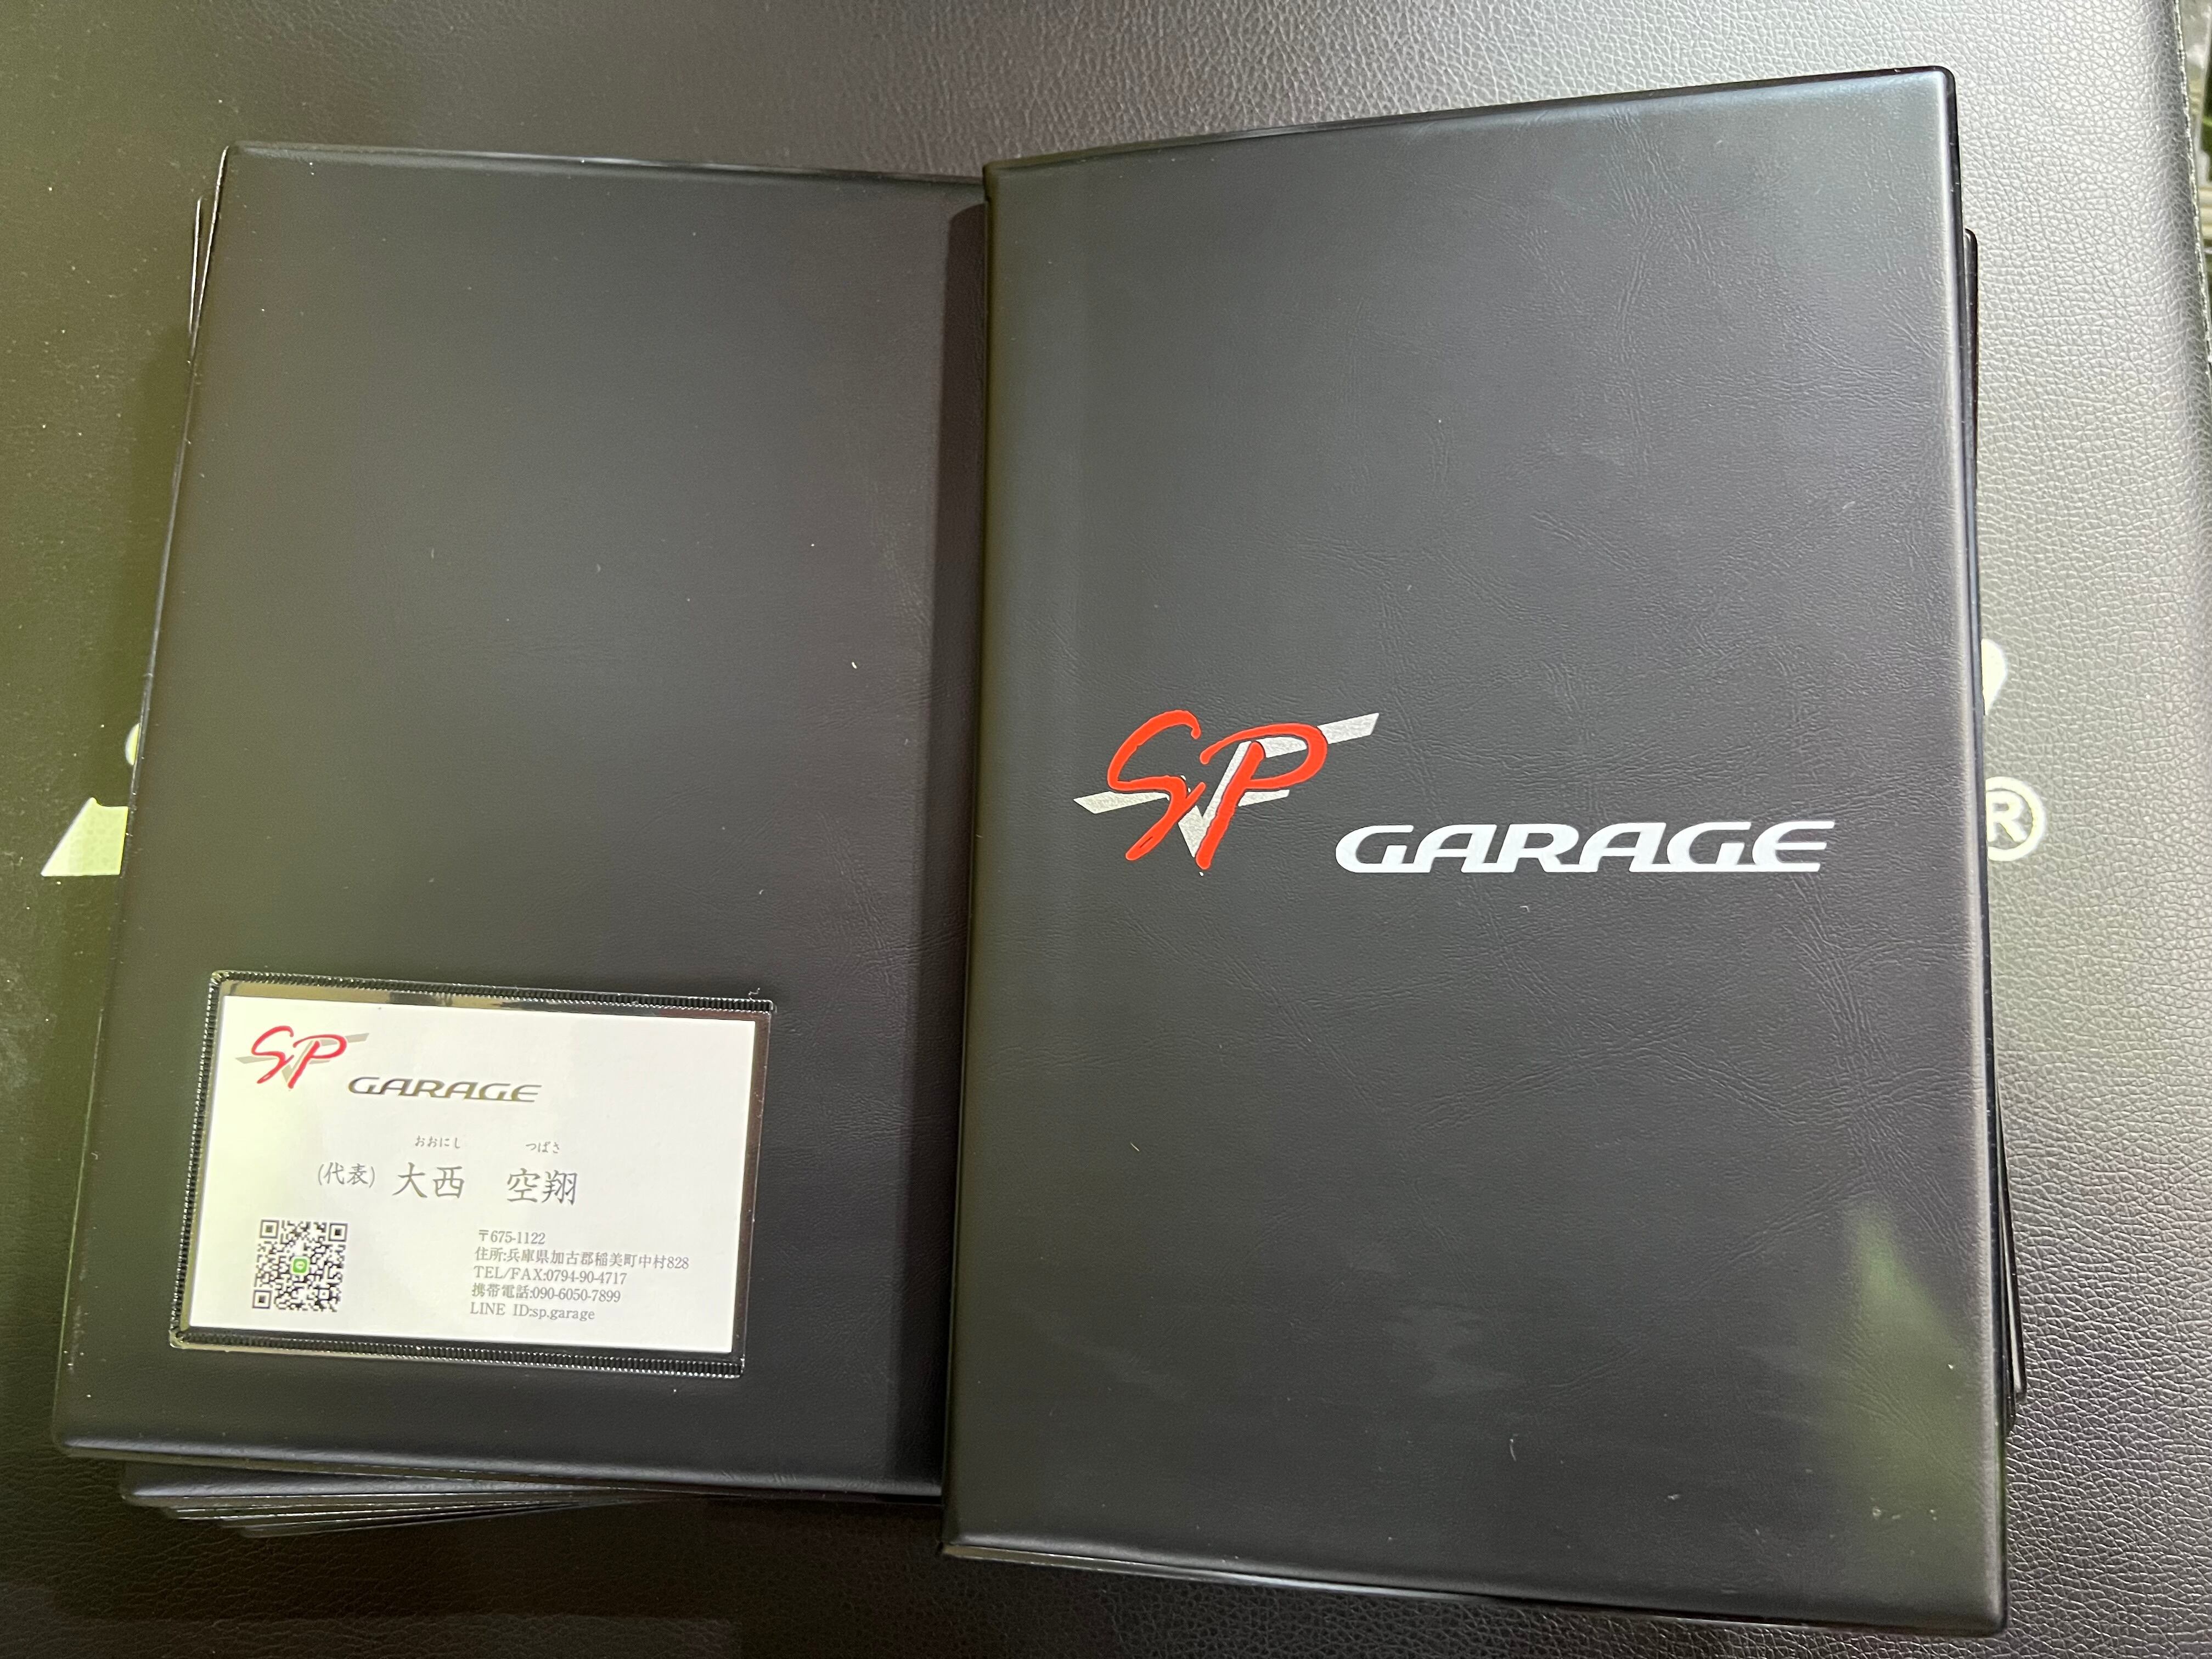 SP GARAGE
おおにし つばさ
(代表) 大西 空翔
〒675-1122
住所:兵庫県加古郡稲美町中村828
TEL/FAX:0794-90-4717
携帯電話:090-6050-7899
LINE ID:sp.garage
SP GARAGE
R